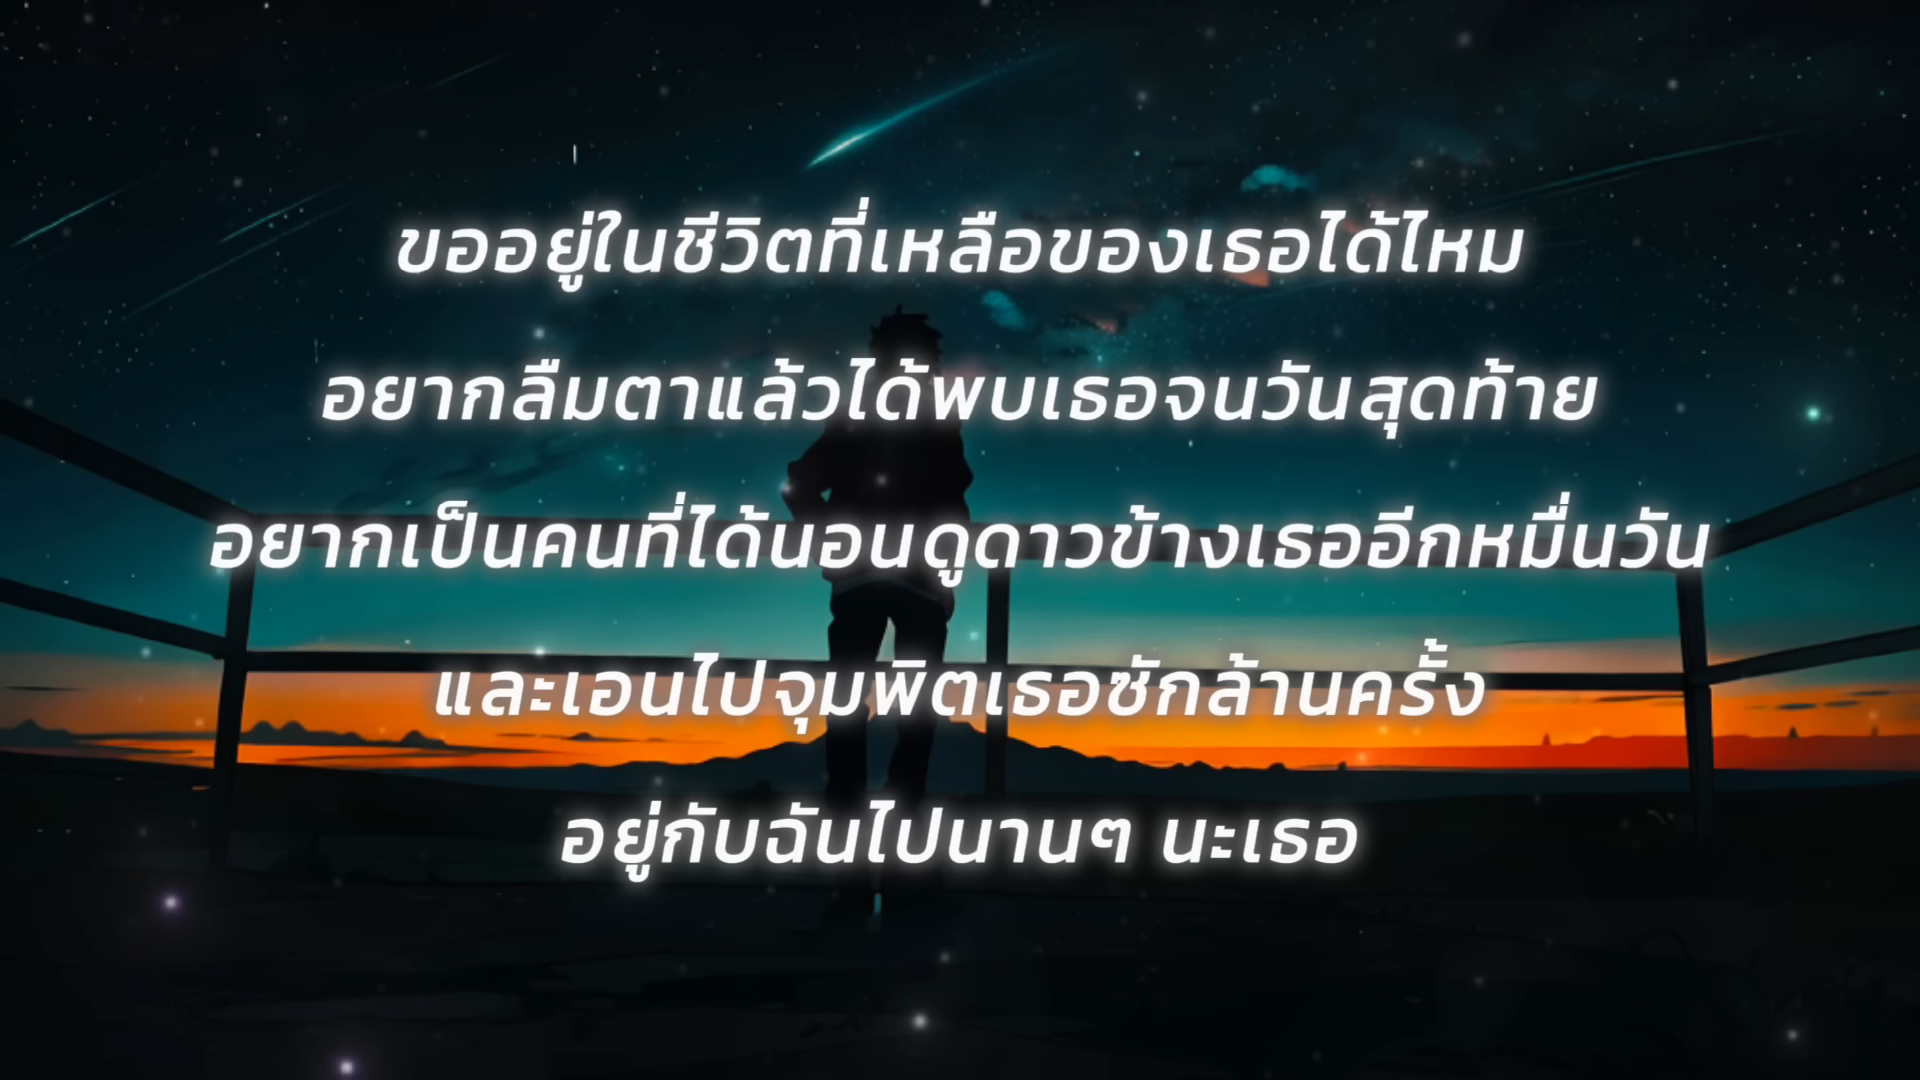 ขออยู่ในชีวิตที่เหลือของเธอได้ไหม
อยากลืมตาแล้วได้พบเธอจนวันสุดท้าย
อยากเป็นคนที่ได้นอนดูดาวข้างเธออีกหมื่นวัน
และเอนไปจุมพิตเธอซักล้านครั้ง
อยู่กับฉันไปนานๆ นะเธอ